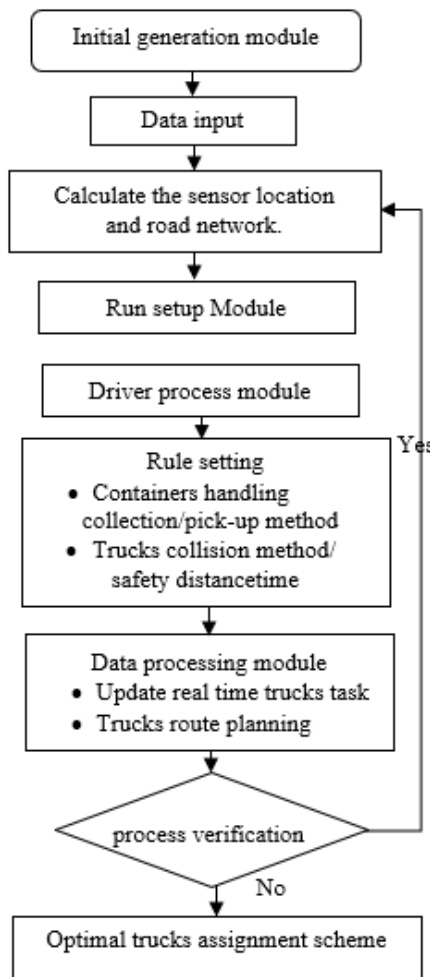 Initial generation module
Data input
Calculate the sensor location
and road network.
Run setup Module
Driver process module
Rule setting
• Containers handling
collection/pick-up method
• Trucks collision method/
safety distancetime
Yes
Data processing module
• Update real time trucks task
• Trucks route planning
process verification
No
Optimal trucks assignment scheme